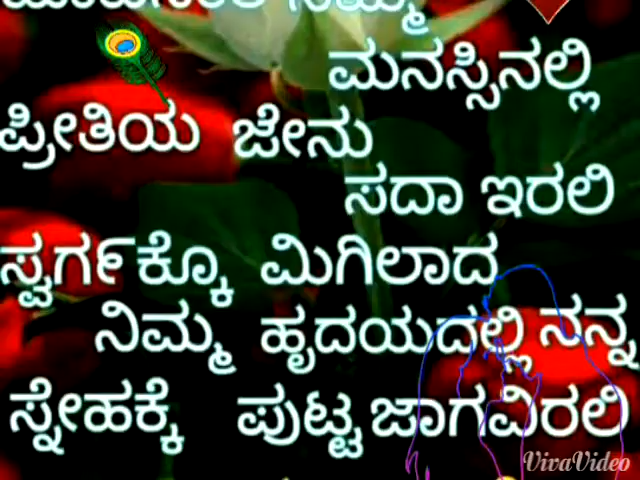 ನಿಮ್ಮ
ಮನಸ್ಸಿನಲ್ಲಿ
ಪ್ರೀತಿಯ ಜೇನು
ಸದಾ ಇರಲಿ
ಸ್ವರ್ಗಕ್ಕೊ ಮಿಗಿಲಾದ
ನಿಮ್ಮ ಹೃದಯದಲ್ಲಿ ನನ್ನ
ಸ್ನೇಹಕ್ಕೆ ಪುಟ್ಟ ಜಾಗವಿರಲಿ
VivaVideo